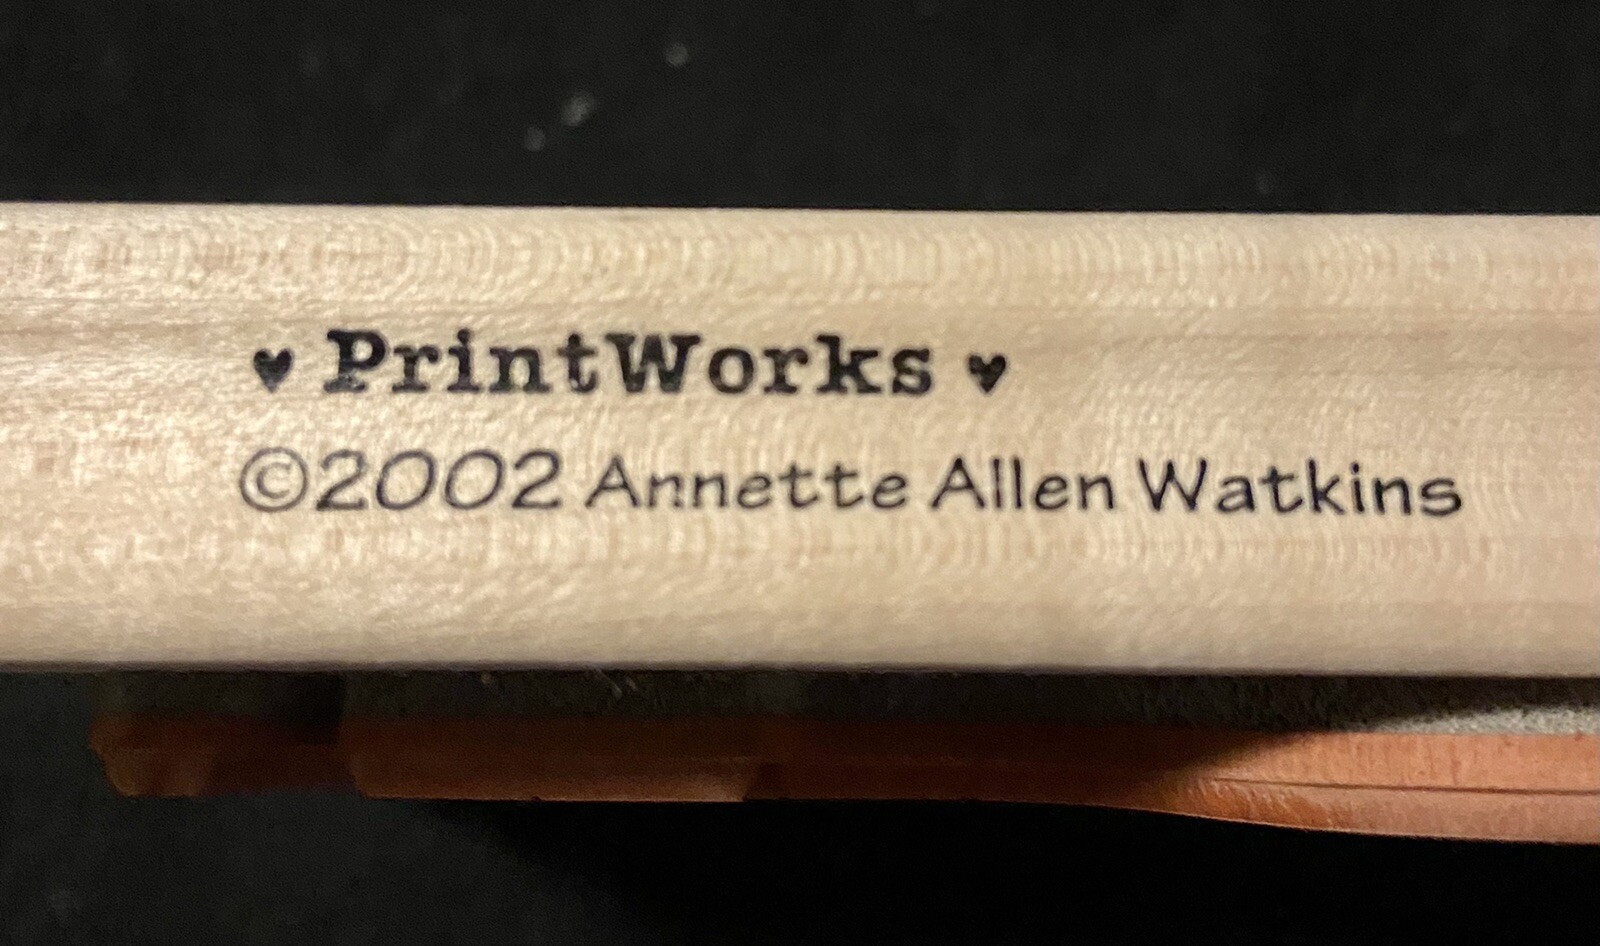 ♥ PrintWorks ♥
©2002 Annette Allen Watkins